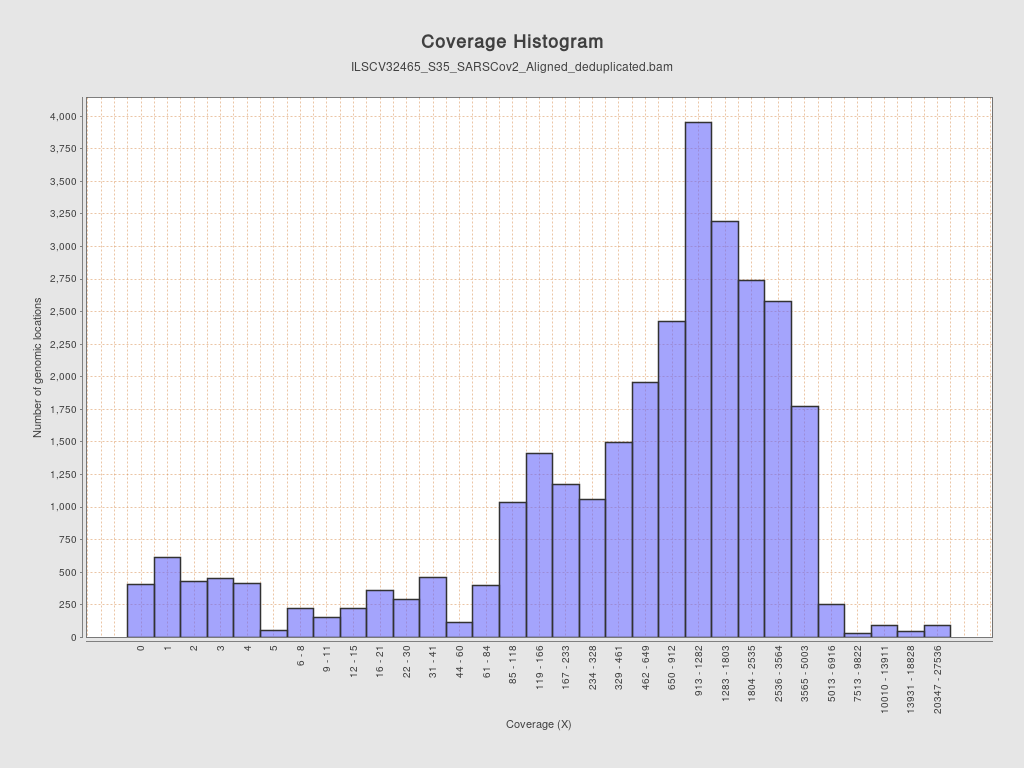 Coverage Histogram
ILSCV32465_S35_SARSCov2_Aligned_deduplicated.bam
Number of genomic locations
4,000
3,750
3,500
3,250
3,000
2,750
2,500
2,250
2,000
1,750
1,500
1,250
1,000
750
500
250
0
0
1
2
3
4
5
6 - 8
9 - 11
12 - 15
16 - 21
22 - 30
31 - 41
44 - 60
61 - 84
85 - 118
119 - 166
167 - 233
234 - 328
329 - 461
462 - 649
650 - 912
913 - 1282
1283 - 1803
1804 - 2535
2536 - 3564
3565 - 5003
5013 - 6916
7513 - 9822
10010 - 13911
13931 - 18828
20347 - 27536
Coverage (X)